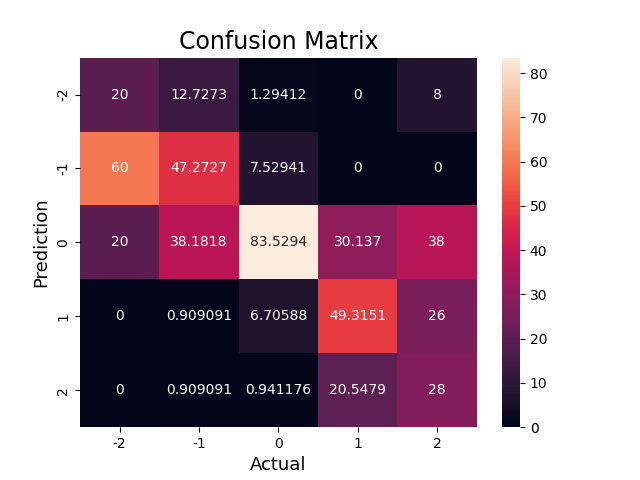 Confusion Matrix
-2 20 12.7273 1.29412 0 8
-1 60 47.2727 7.52941 0 0
0 20 38.1818 83.5294 30.137 38
1 0 0.909091 6.70588 49.3151 26
2 0 0.909091 0.941176 20.5479 28
-2 -1 0 1 2
Actual
Prediction
80
70
60
50
40
30
20
10
0